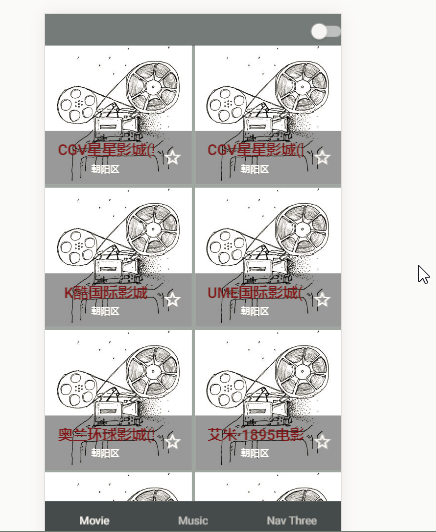 CGV星星影城(
朝阳区
CGV星星影城(
朝阳区
K酷国际影城
朝阳区
UME国际影城(
朝阳区
奥兰环球影城(
朝阳区
艾米·1895电影
朝阳区
Movie
Music
Nav Three